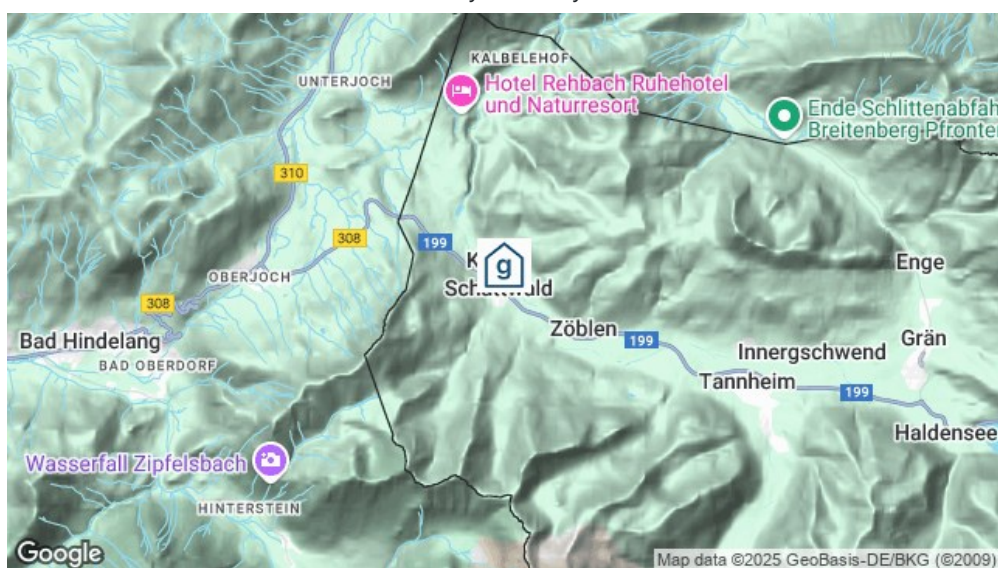 KALBELEHOF
UNTERJOCH
Hotel Rehbach Ruhehotel
und Naturresort
Ende Schlittenabfah
Breitenberg Pfronte
310
308
199
g
Enge
OBERJOCH
Schattwald
308
Zöblen
199
Bad Hindelang
Grän
Innergschwend
BAD OBERDORF
Tannheim
199
Haldensee
Wasserfall Zipfelsbach
HINTERSTEIN
Google
Map data ©2025 GeoBasis-DE/BKG (©2009)